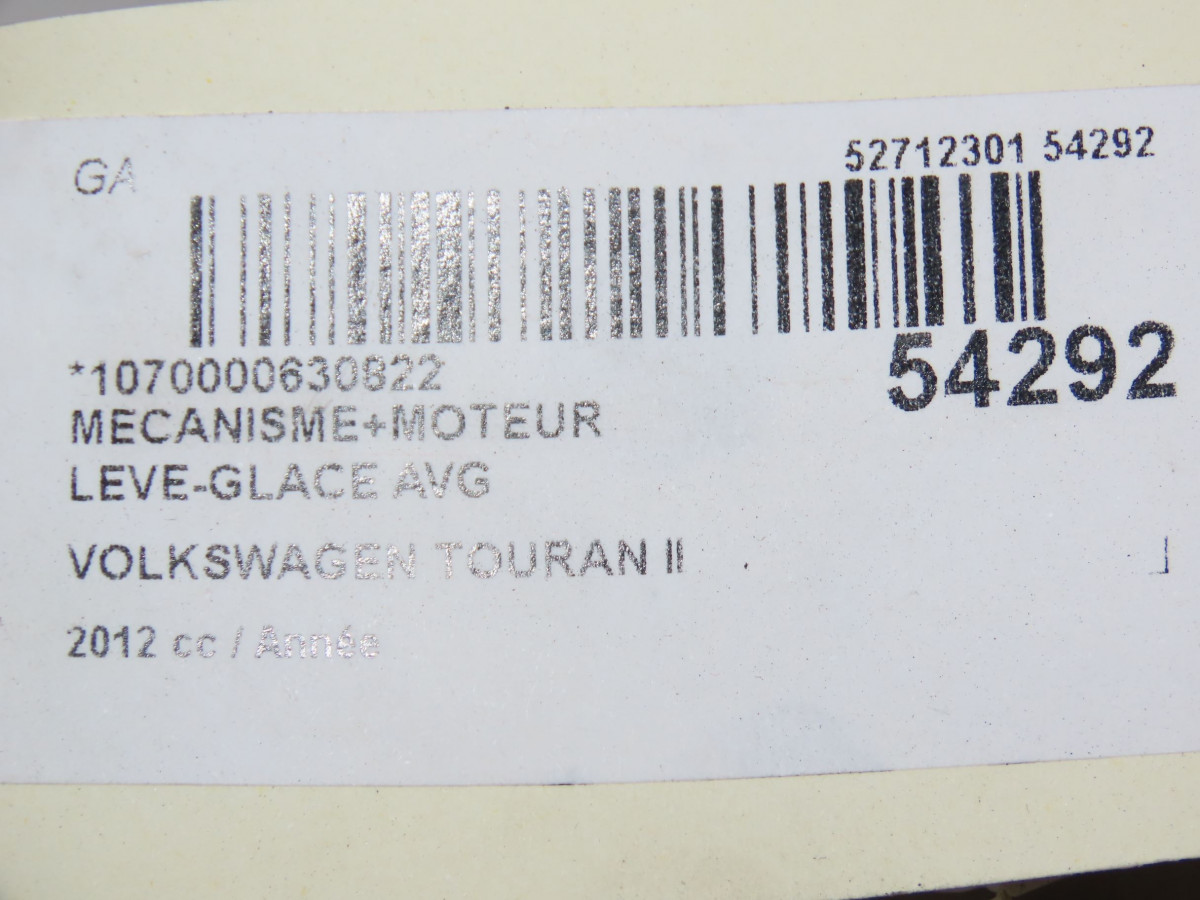 GA
52712301 54292
54292
*1070000630822
MECANISME+MOTEUR
LEVE-GLACE AVG
VOLKSWAGEN TOURAN II
2012 cc / Année